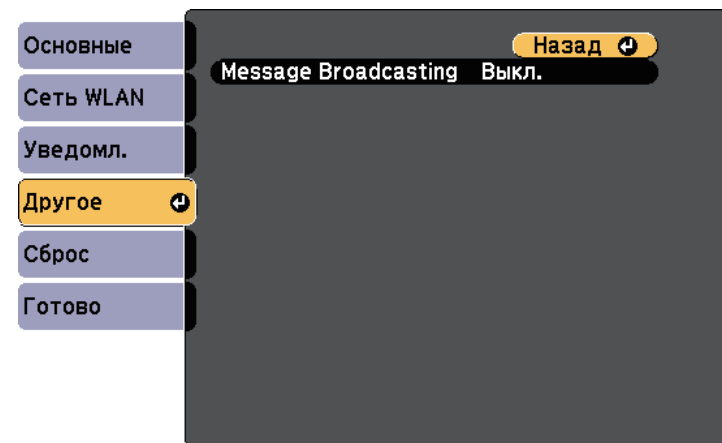 Основные
Сеть WLAN
Уведомл.
Другое
Сброс
Готово
Назад
Message Broadcasting Выкл.